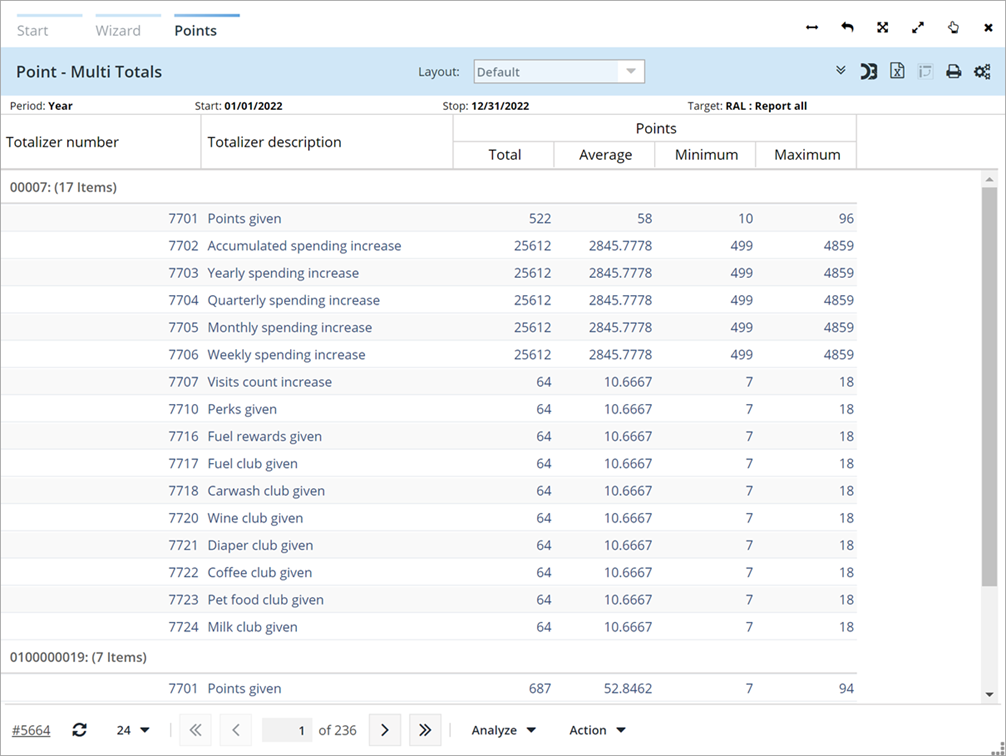 Start Wizard Points
Point - Multi Totals Layout: Default
Period: Year Start: 01/01/2022 Stop: 12/31/2022 Target: RAL : Report all
Points
Totalizer number Totalizer description
Total Average Minimum Maximum
00007: (17 Items)
7701 Points given 522 58 10 96
7702 Accumulated spending increase 25612 2845.7778 499 4859
7703 Yearly spending increase 25612 2845.7778 499 4859
7704 Quarterly spending increase 25612 2845.7778 499 4859
7705 Monthly spending increase 25612 2845.7778 499 4859
7706 Weekly spending increase 25612 2845.7778 499 4859
7707 Visits count increase 64 10.6667 7 18
7710 Perks given 64 10.6667 7 18
7716 Fuel rewards given 64 10.6667 7 18
7717 Fuel club given 64 10.6667 7 18
7718 Carwash club given 64 10.6667 7 18
7720 Wine club given 64 10.6667 7 18
7721 Diaper club given 64 10.6667 7 18
7722 Coffee club given 64 10.6667 7 18
7723 Pet food club given 64 10.6667 7 18
7724 Milk club given 64 10.6667 7 18
0100000019: (7 Items)
7701 Points given 687 52.8462 7 94
#5664 24 1 of 236 Analyze Action